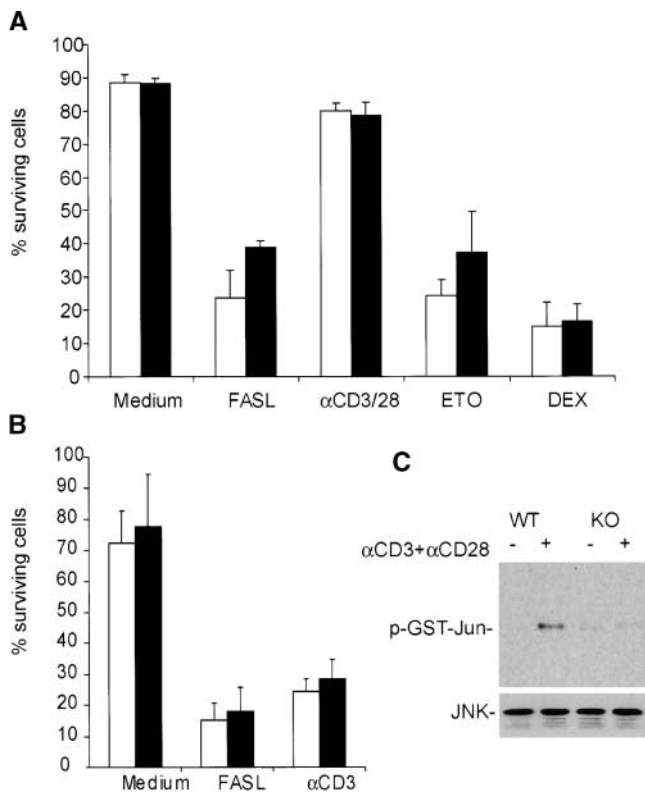 A
% surviving cells
100
90
80
70
60
50
40
30
20
10
0
Medium FASL αCD3/28 ETO DEX
B
% surviving cells
100
90
80
70
60
50
40
30
20
10
0
Medium FASL αCD3
C
WT KO
αCD3+αCD28 - + - +
p-GST-Jun-
JNK-